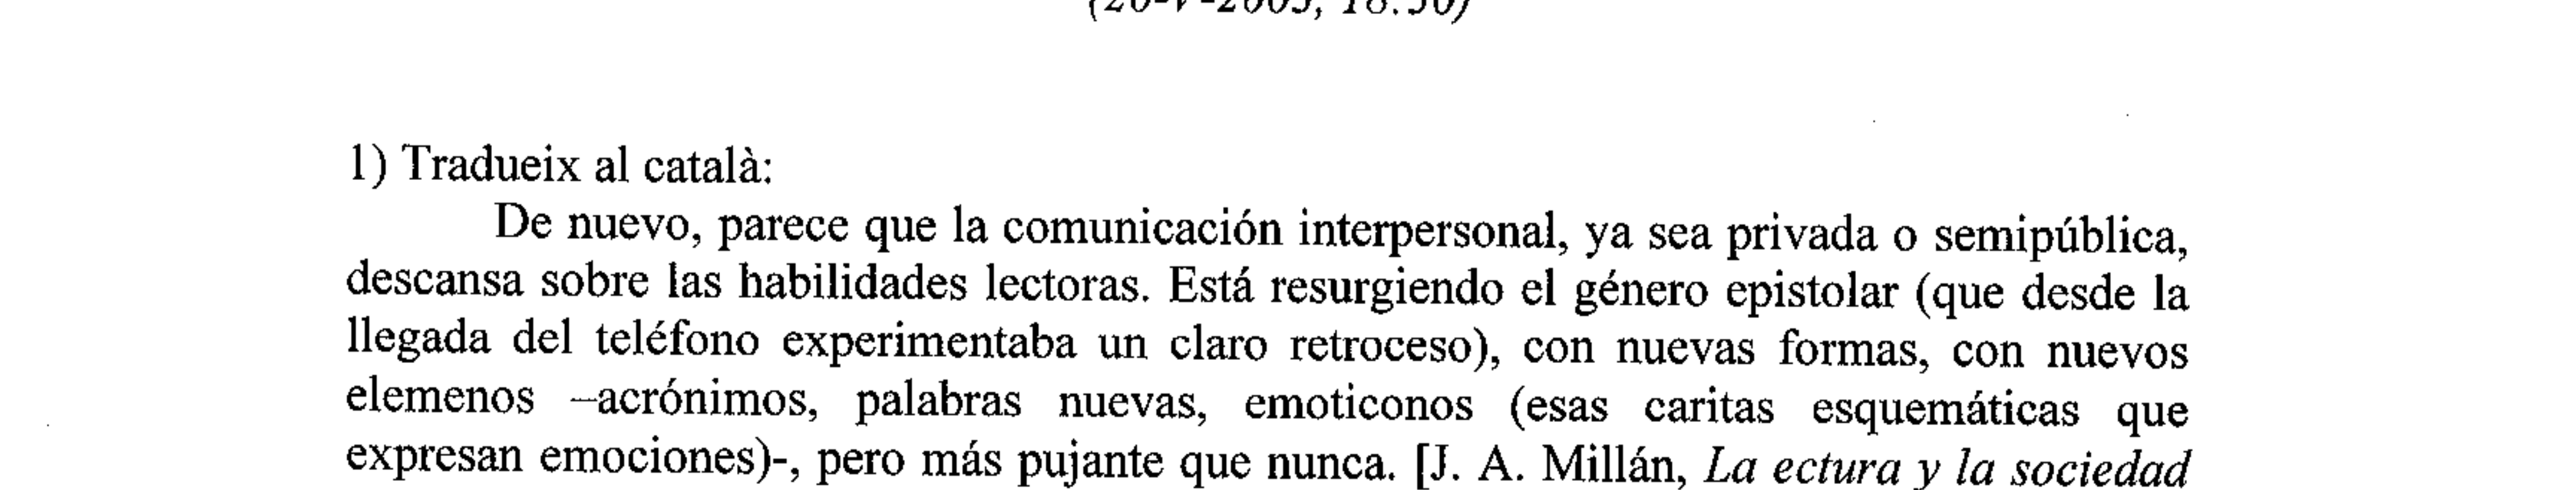 1) Tradueix al català:
De nuevo, parece que la comunicación interpersonal, ya sea privada o semipública,
descansa sobre las habilidades lectoras. Está resurgiendo el género epistolar (que desde la
llegada del teléfono experimentaba un claro retroceso), con nuevas formas, con nuevos
elemenos –acrónimos, palabras nuevas, emoticonos (esas caritas esquemáticas que
expresan emociones)-, pero más pujante que nunca. [J. A. Millán, La ectura y la sociedad